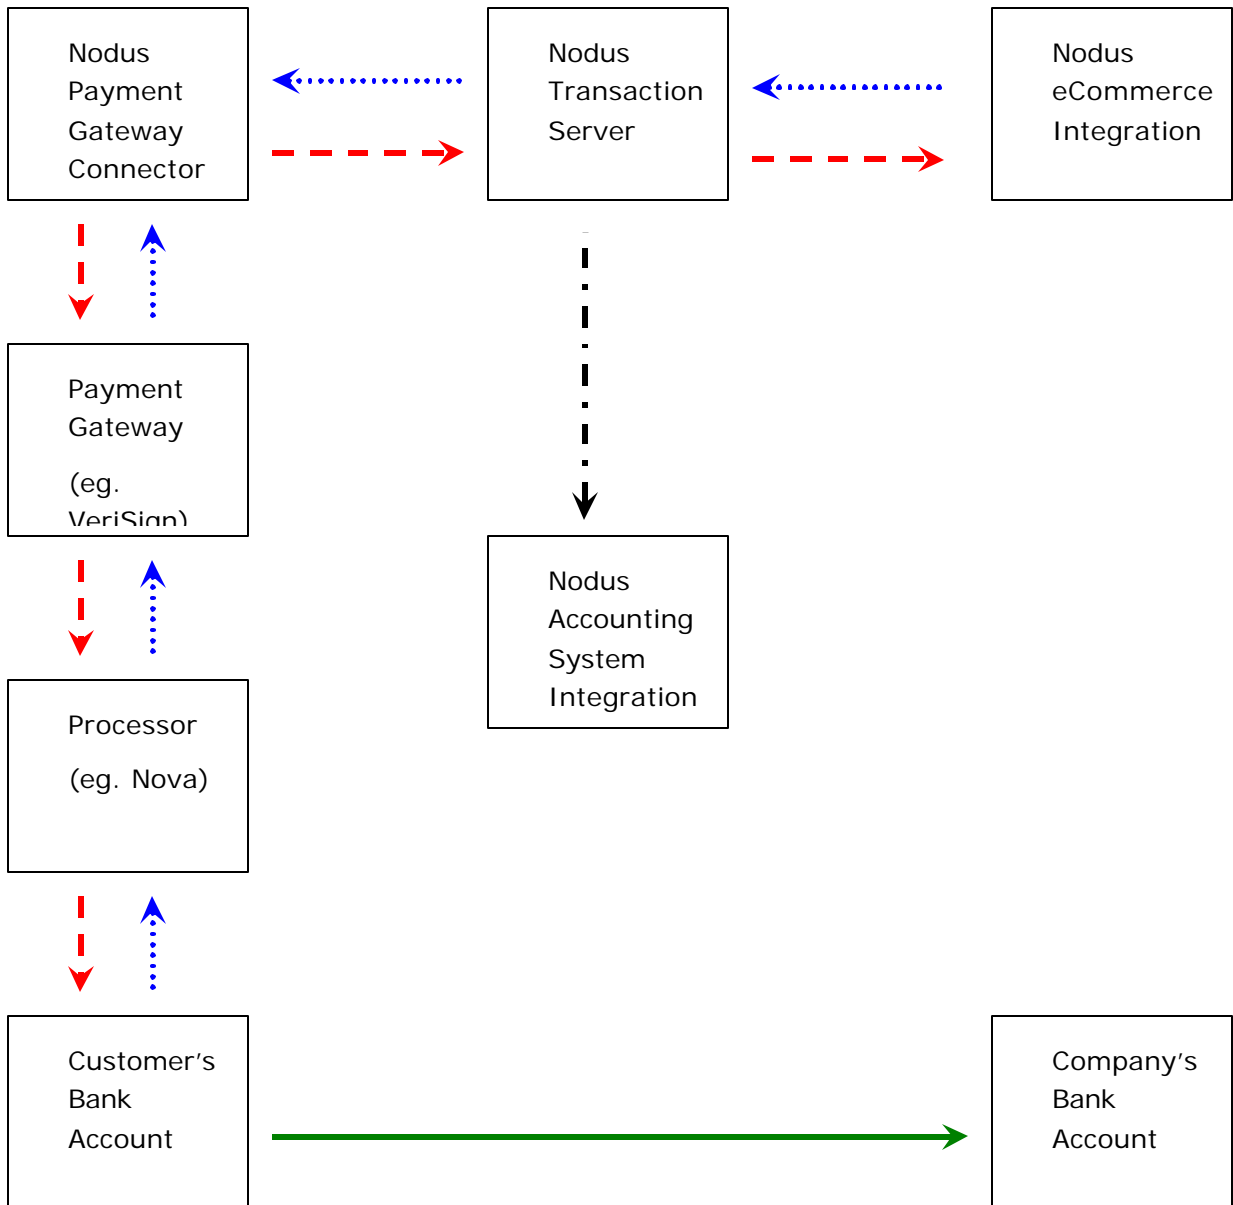 Nodus
Payment
Gateway
Connector
Nodus
Transaction
Server
Nodus
eCommerce
Integration
Payment
Gateway
(eg.
VeriSign)
Nodus
Accounting
System
Integration
Processor
(eg. Nova)
Customer’s
Bank
Account
Company’s
Bank
Account